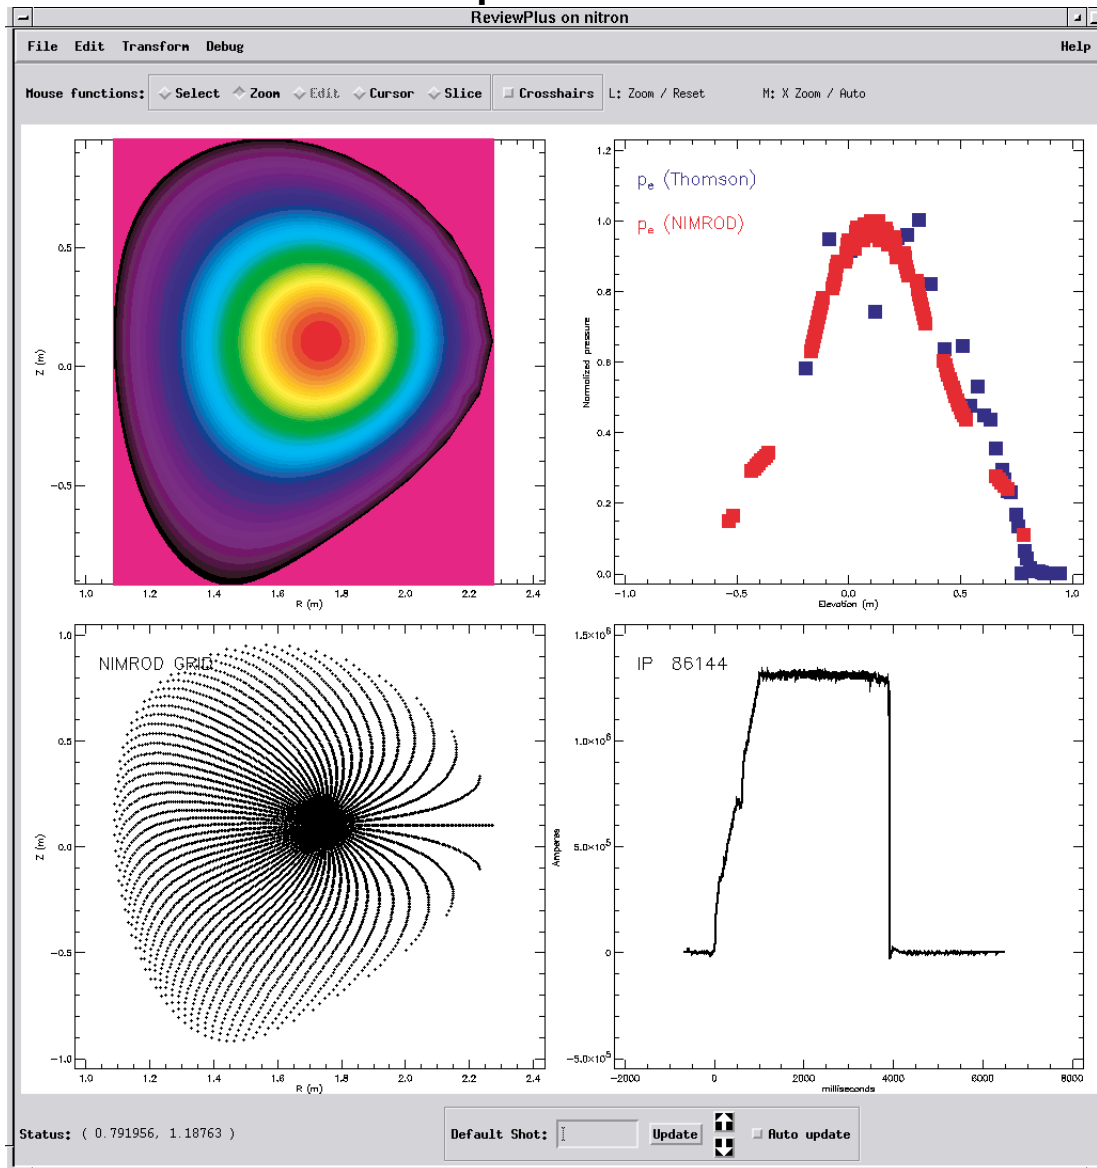 ReviewPlus on nitron
File Edit Transform Debug Help
Mouse functions: Select Zoom Edit Cursor Slice Crosshairs L: Zoom / Reset M: X Zoom / Auto
0.5
0.0
-0.5
Z (m)
1.0 1.2 1.4 1.6 1.8 2.0 2.2 2.4
R (m)
p_e (Thomson)
p_e (NIMROD)
1.2
1.0
0.8
0.6
0.4
0.2
0.0
Normalized pressure
-1.0 -0.5 0.0 0.5 1.0
Elevation (m)
NIMROD GRID
1.0
0.5
0.0
-0.5
-1.0
Z (m)
1.0 1.2 1.4 1.6 1.8 2.0 2.2 2.4
R (m)
IP 86144
1.5×10⁶
1.0×10⁶
5.0×10⁵
0
-5.0×10⁵
Amperes
-2000 0 2000 4000 6000 8000
milliseconds
Status: ( 0.791956, 1.18763 )
Default Shot: Update Auto update